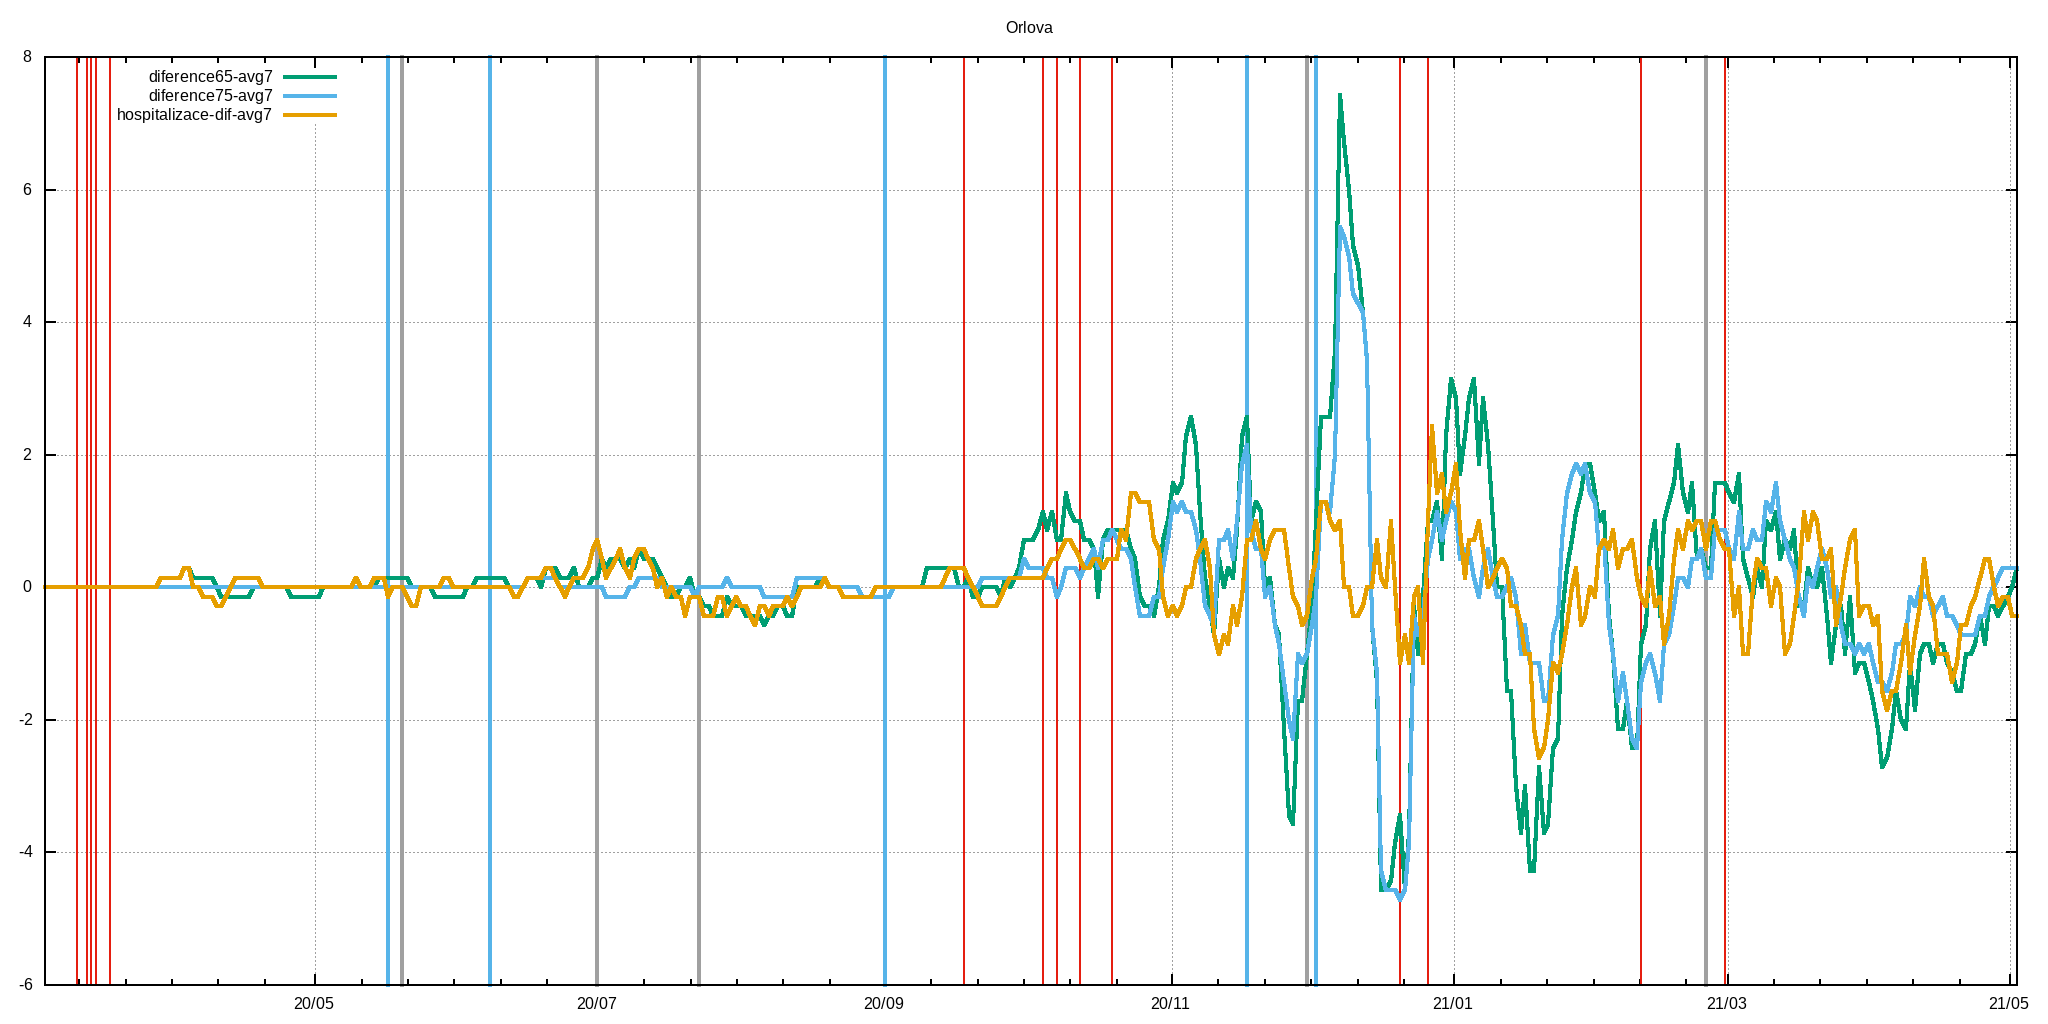 Orlova
8
diference65-avg7
diference75-avg7
hospitalizace-dif-avg7
6
4
2
0
-2
-4
-6
20/05 20/07 20/09 20/11 21/01 21/03 21/05